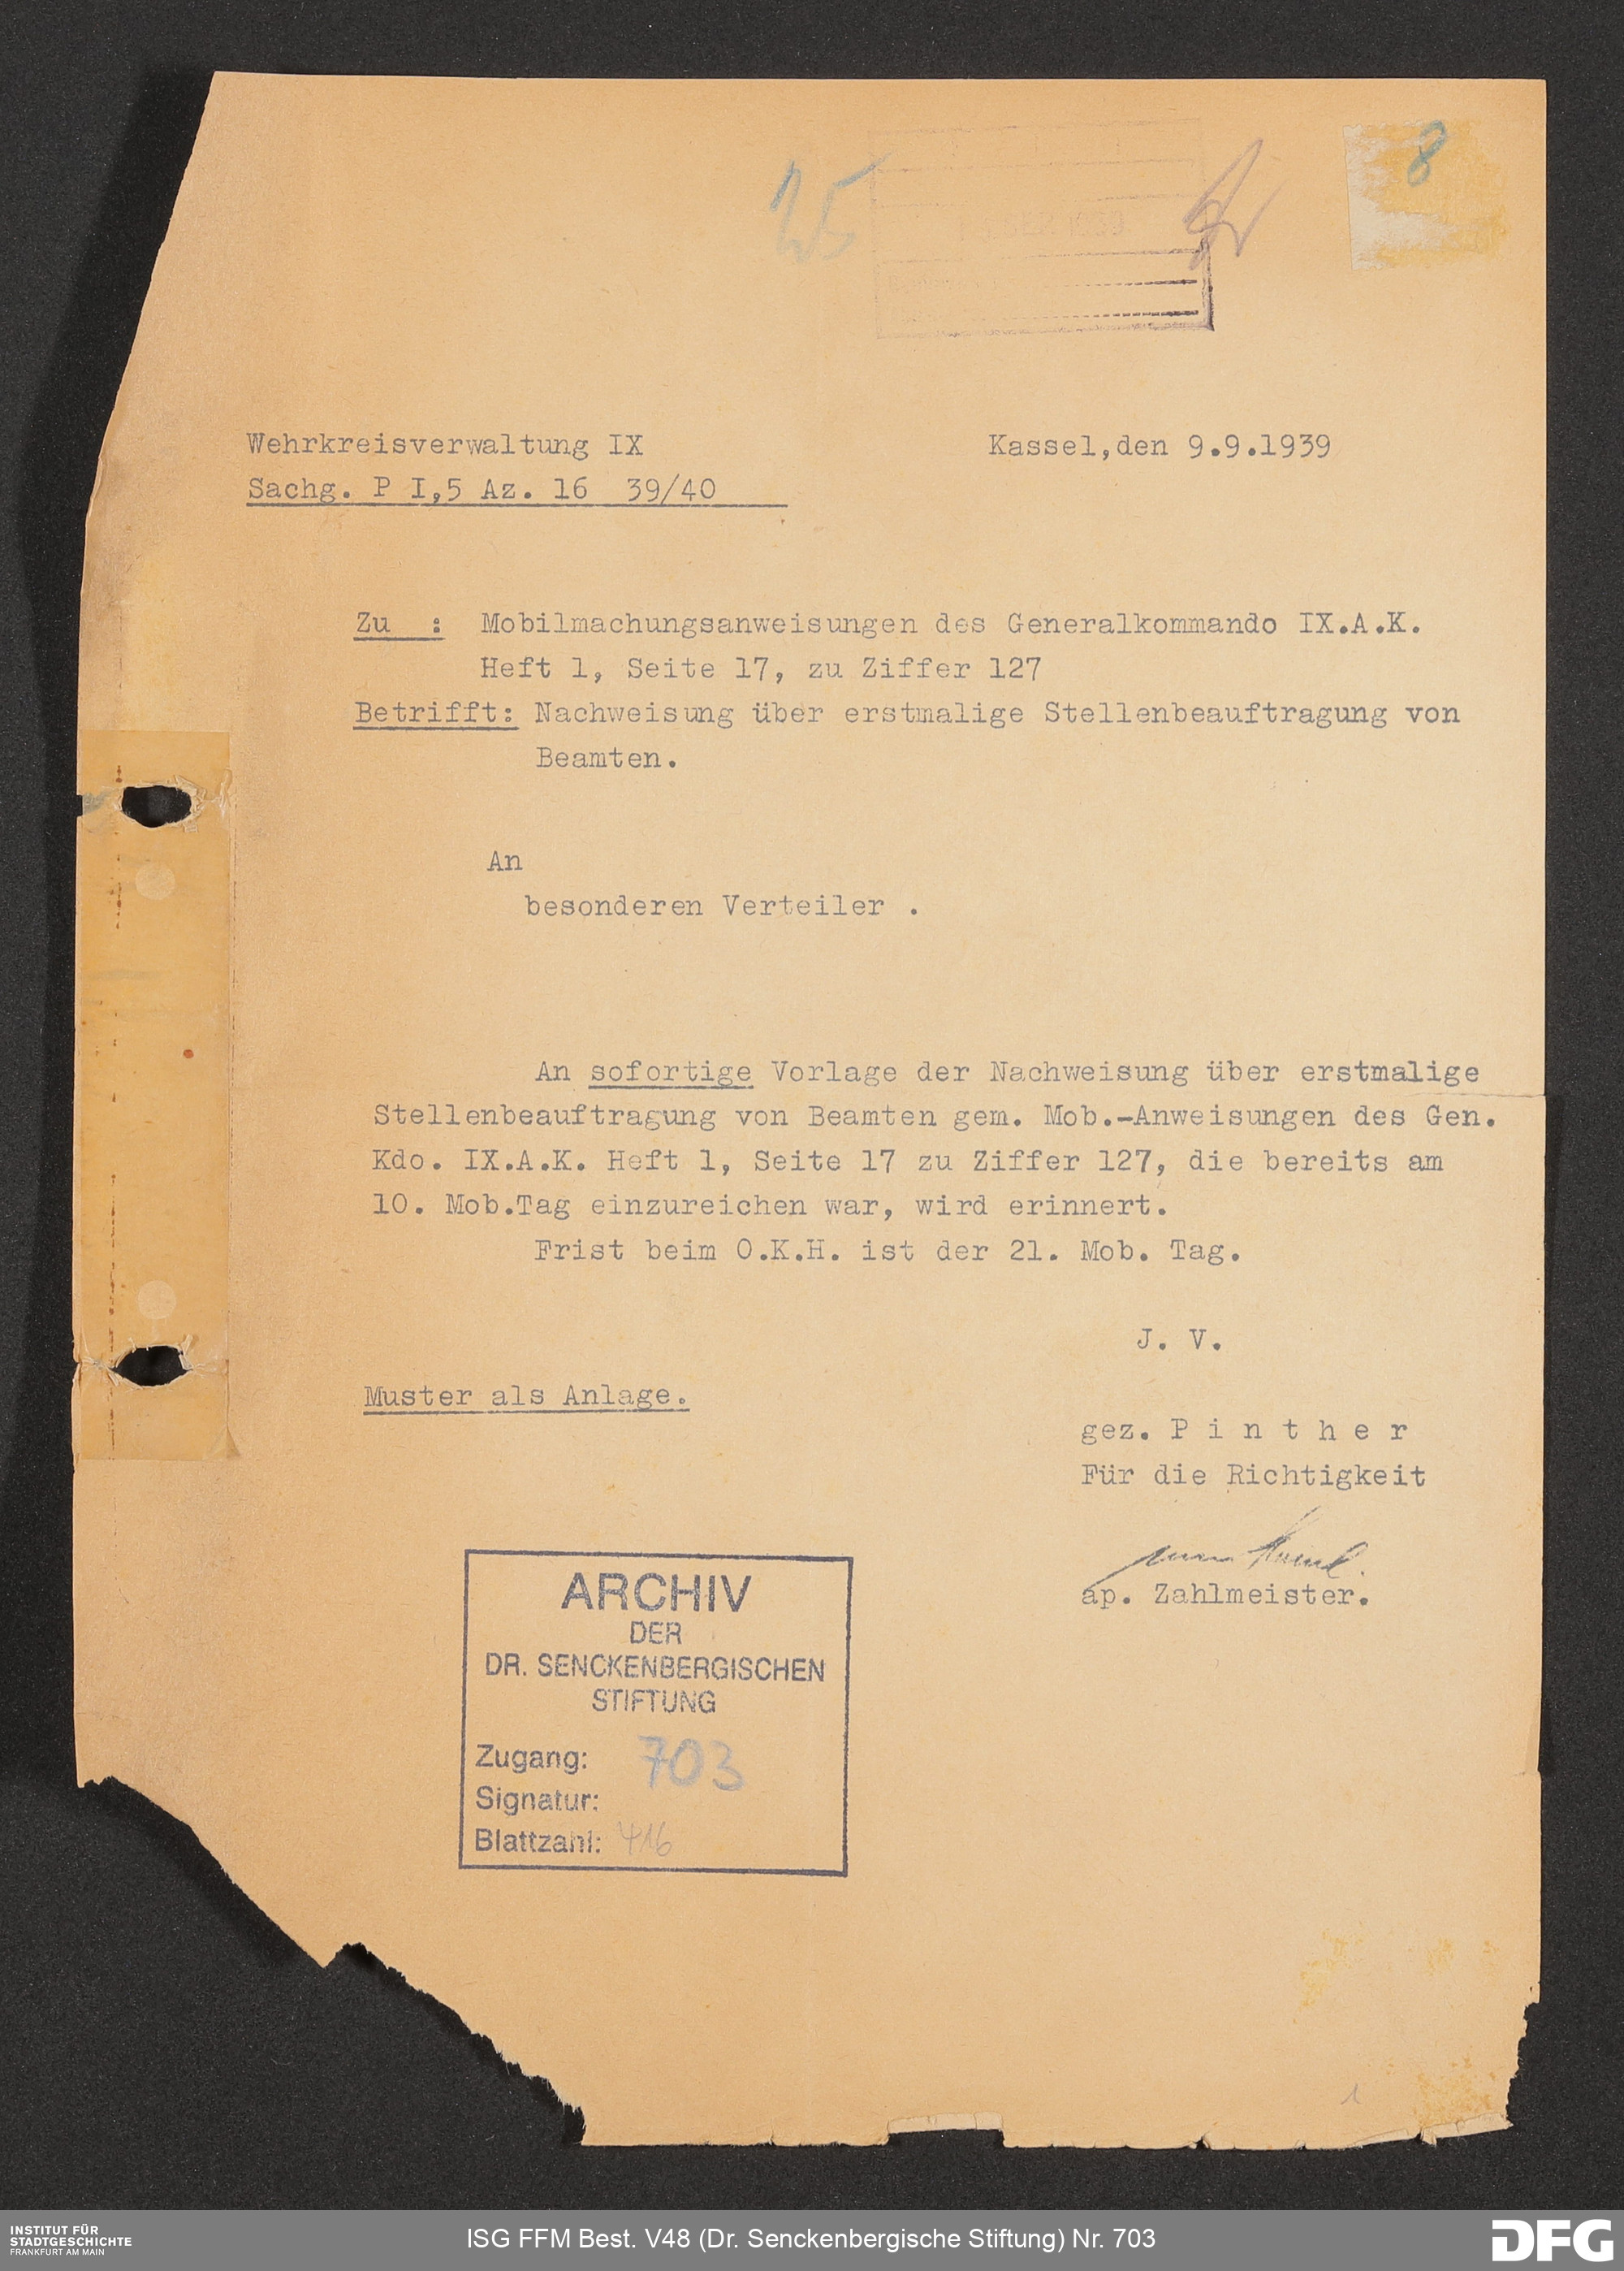 25
8
Wehrkreisverwaltung IX
Kassel,den 9.9.1939
Sachg. P I,5 Az. 16 39/40
Zu : Mobilmachungsanweisungen des Generalkommando IX.A.K.
Heft 1, Seite 17, zu Ziffer 127
Betrifft: Nachweisung über erstmalige Stellenbeauftragung von
Beamten.
An
besonderen Verteiler .
An sofortige Vorlage der Nachweisung über erstmalige
Stellenbeauftragung von Beamten gem. Mob.-Anweisungen des Gen.
Kdo. IX.A.K. Heft 1, Seite 17 zu Ziffer 127, die bereits am
10. Mob.Tag einzureichen war, wird erinnert.
Frist beim O.K.H. ist der 21. Mob. Tag.
J. V.
Muster als Anlage.
gez. P i n t h e r
Für die Richtigkeit
ap. Zahlmeister.
ARCHIV
DER
DR. SENCKENBERGISCHEN
STIFTUNG
Zugang: 703
Signatur:
Blattzahl: 416
1
INSTITUT FÜR
STADTGESCHICHTE
FRANKFURT AM MAIN
ISG FFM Best. V48 (Dr. Senckenbergische Stiftung) Nr. 703
DFG